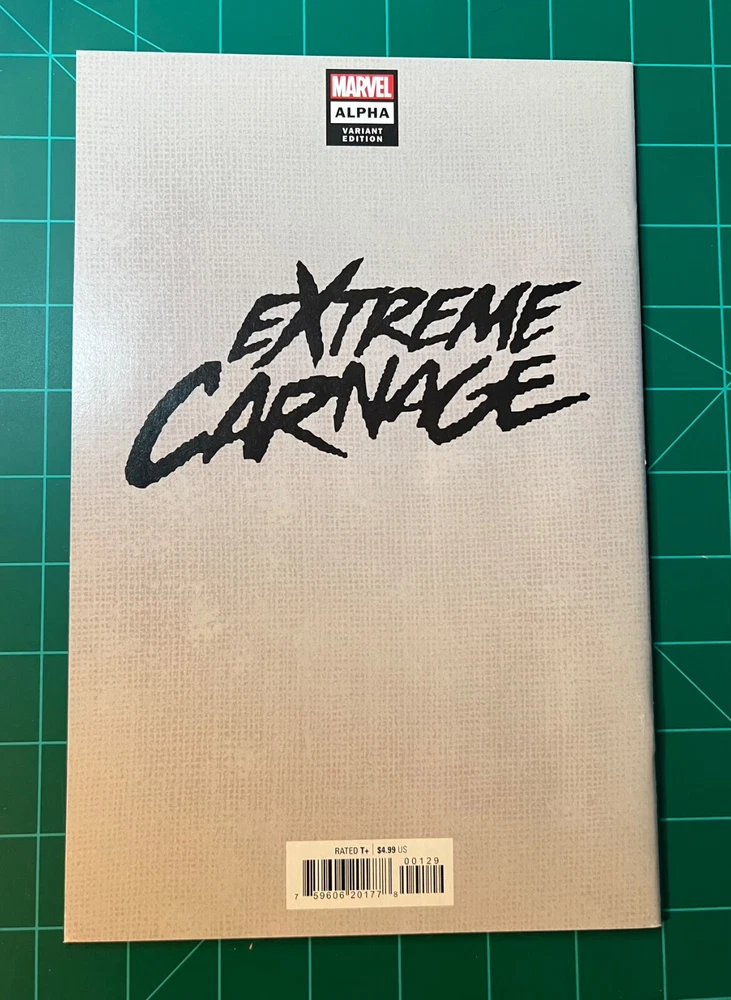 MARVEL
ALPHA
VARIANT
EDITION
EXTREME
CARNAGE
RATED T+ | $4.99 US
00129
7 59606 20177 8